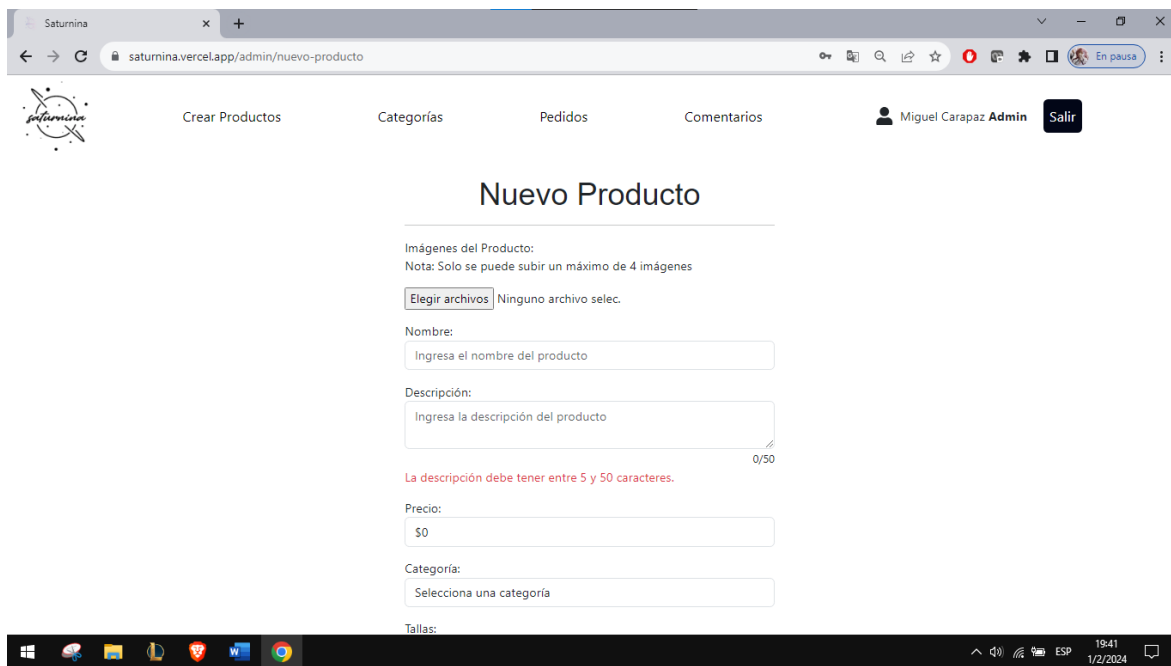 Saturnina
saturnina.vercel.app/admin/nuevo-producto
En pausa
saturnina
Crear Productos
Categorías
Pedidos
Comentarios
Miguel Carapaz Admin
Salir
Nuevo Producto
Imágenes del Producto:
Nota: Solo se puede subir un máximo de 4 imágenes
Elegir archivos Ninguno archivo selec.
Nombre:
Ingresa el nombre del producto
Descripción:
Ingresa la descripción del producto
0/50
La descripción debe tener entre 5 y 50 caracteres.
Precio:
$0
Categoría:
Selecciona una categoría
Tallas:
ESP
19:41
1/2/2024